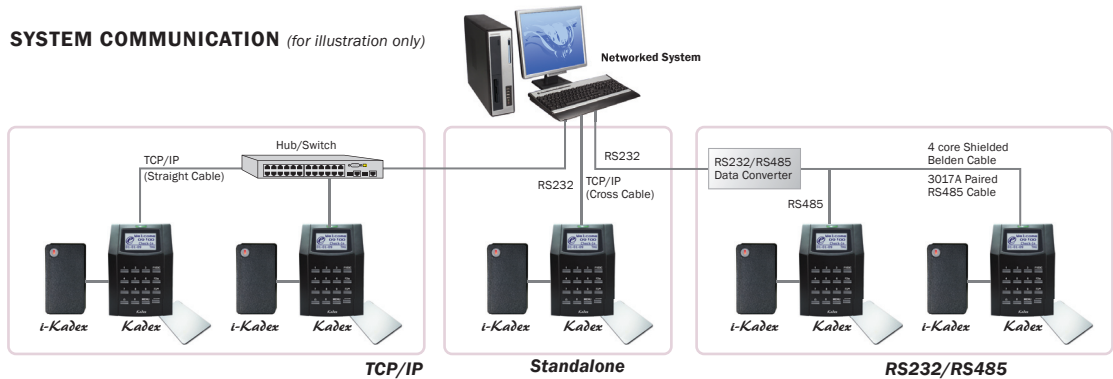 SYSTEM COMMUNICATION (for illustration only)
Networked System
Hub/Switch
TCP/IP
(Straight Cable)
RS232
TCP/IP
(Cross Cable)
RS232
RS232/RS485
Data Converter
RS485
4 core Shielded
Belden Cable
3017A Paired
RS485 Cable
i-Kadex
Kadex
i-Kadex
Kadex
i-Kadex
Kadex
i-Kadex
Kadex
i-Kadex
Kadex
TCP/IP
Standalone
RS232/RS485